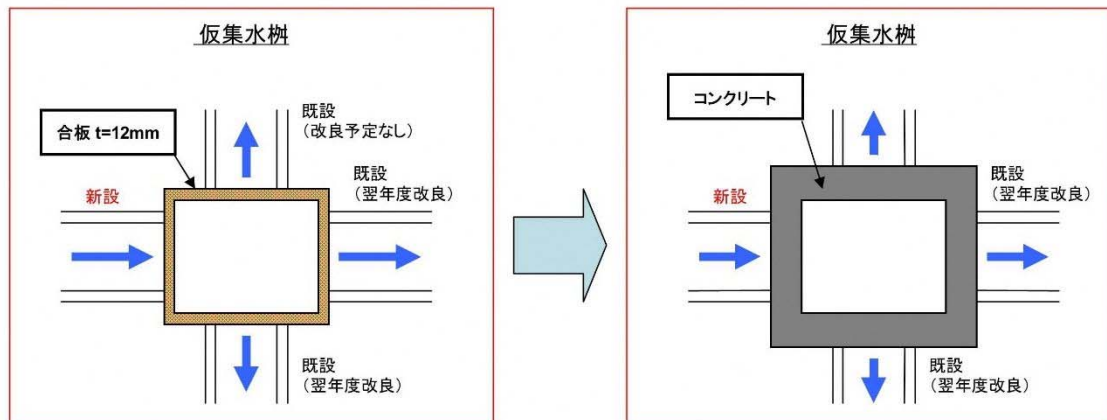 仮集水桝
合板 t=12mm
既設
（改良予定なし）
新設
既設
（翌年度改良）
既設
（翌年度改良）
仮集水桝
コンクリート
新設
既設
（翌年度改良）
既設
（翌年度改良）